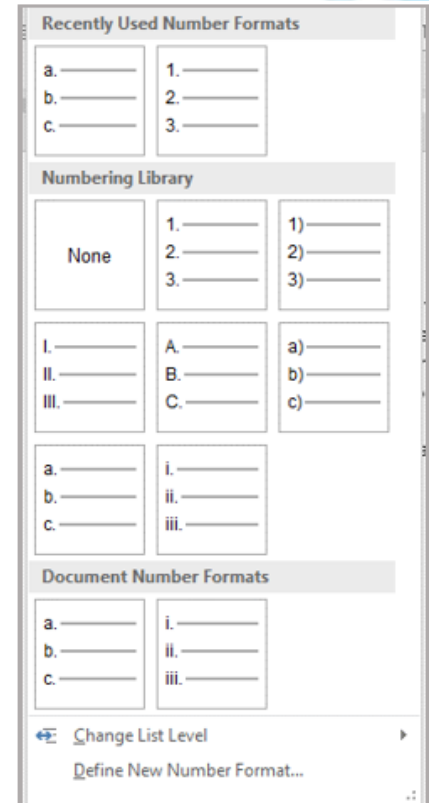 Recently Used Number Formats
a. 1.
b. 2.
c. 3.
Numbering Library
None
1.
2.
3.
1)
2)
3)
I.
II.
III.
A.
B.
C.
a)
b)
c)
a.
b.
c.
i.
ii.
iii.
Document Number Formats
a.
b.
c.
i.
ii.
iii.
Change List Level
Define New Number Format...